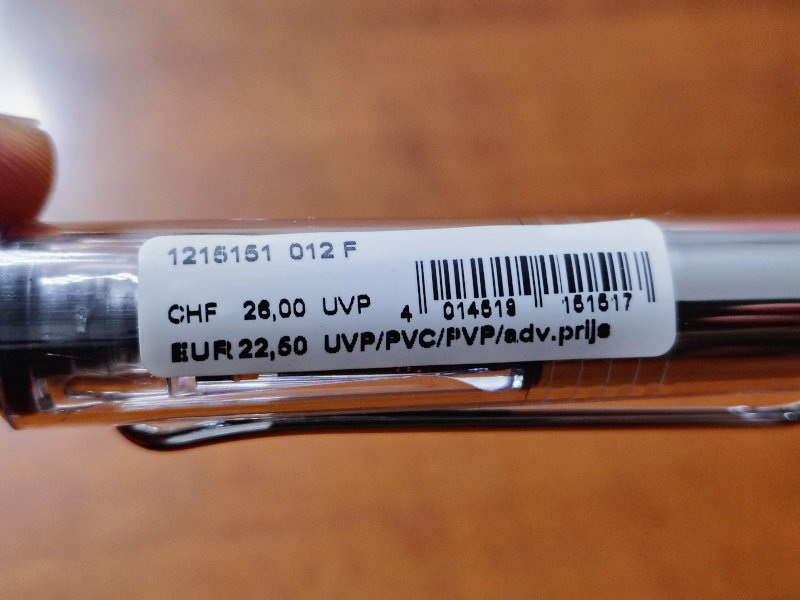 1215151 012 F
CHF 26,00 UVP
EUR 22,50 UVP/PVC/PVP/adv.prijs
4 014519 151517